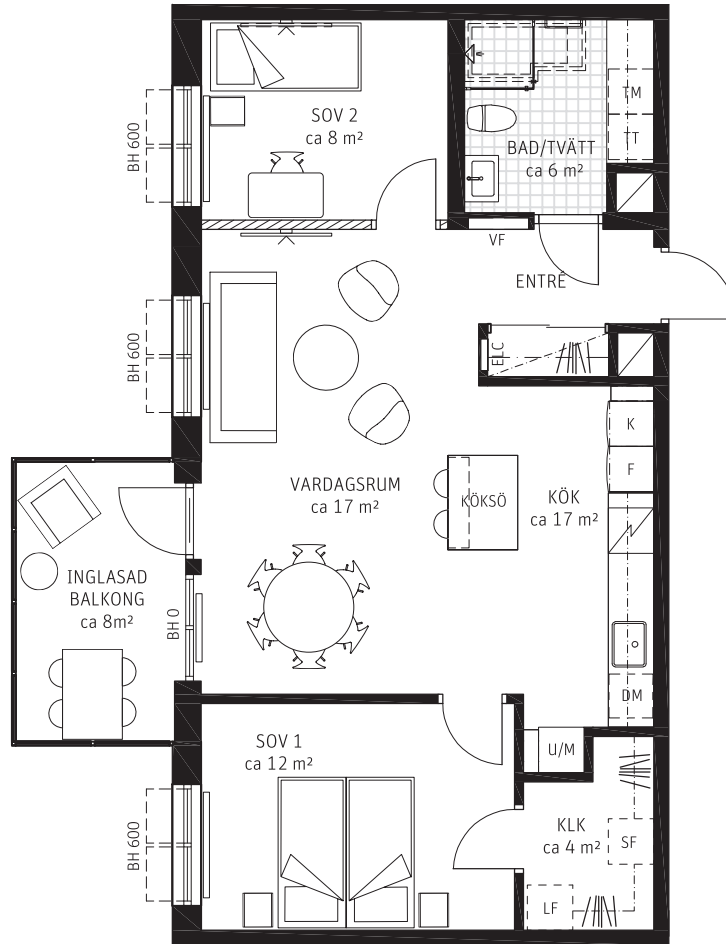 SOV 2
ca 8 m²
BH 600
TM
TT
BAD/TVÄTT
ca 6 m²
VF
ENTRÉ
ELC
BH 600
K
F
VARDAGSRUM
ca 17 m²
KÖKSÖ
KÖK
ca 17 m²
INGLASAD
BALKONG
ca 8m²
BH 0
DM
SOV 1
ca 12 m²
U/M
BH 600
KLK
ca 4 m²
SF
LF